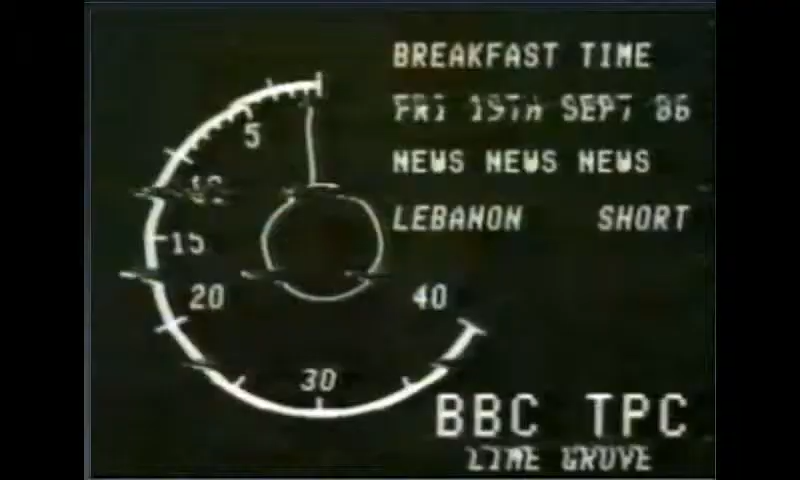 BREAKFAST TIME
FRI 19TH SEPT 86
NEWS NEWS NEWS
LEBANON SHORT
5
10
15
20
40
30
BBC TPC
LIME GROVE